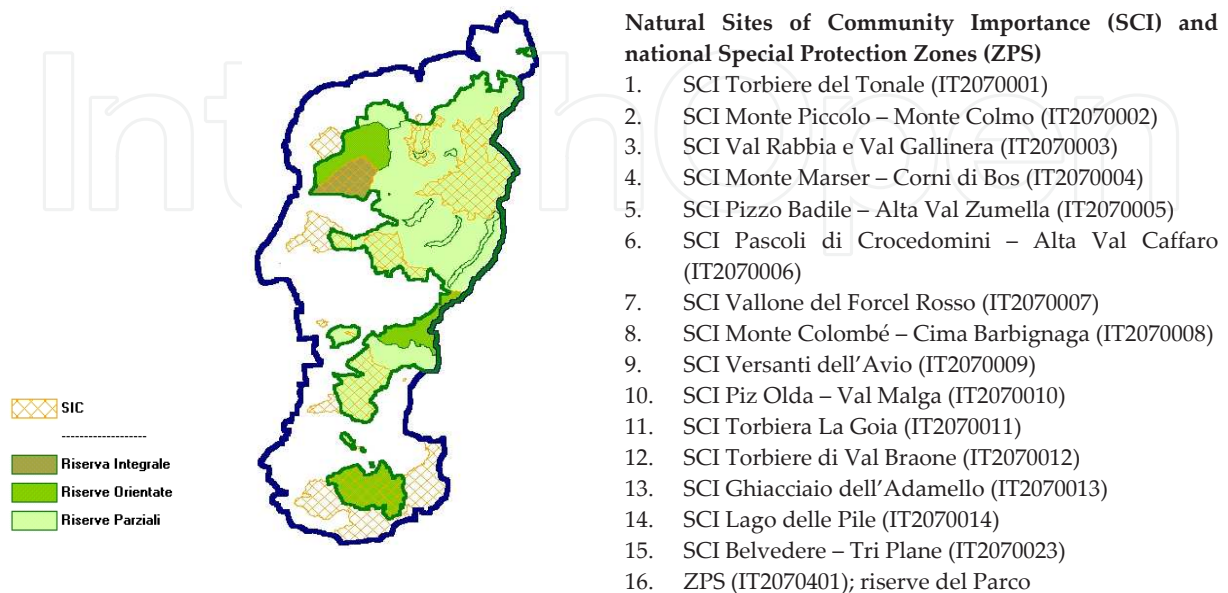 Natural Sites of Community Importance (SCI) and
national Special Protection Zones (ZPS)
1. SCI Torbiere del Tonale (IT2070001)
2. SCI Monte Piccolo – Monte Colmo (IT2070002)
3. SCI Val Rabbia e Val Gallinera (IT2070003)
4. SCI Monte Marser – Corni di Bos (IT2070004)
5. SCI Pizzo Badile – Alta Val Zumella (IT2070005)
6. SCI Pascoli di Crocedomini – Alta Val Caffaro
(IT2070006)
7. SCI Vallone del Forcel Rosso (IT2070007)
8. SCI Monte Colombé – Cima Barbignaga (IT2070008)
9. SCI Versanti dell'Avio (IT2070009)
10. SCI Piz Olda – Val Malga (IT2070010)
11. SCI Torbiera La Goia (IT2070011)
12. SCI Torbiere di Val Braone (IT2070012)
13. SCI Ghiacciaio dell'Adamello (IT2070013)
14. SCI Lago delle Pile (IT2070014)
15. SCI Belvedere – Tri Plane (IT2070023)
16. ZPS (IT2070401); riserve del Parco
SIC
-------------------
Riserva Integrale
Riserve Orientate
Riserve Parziali